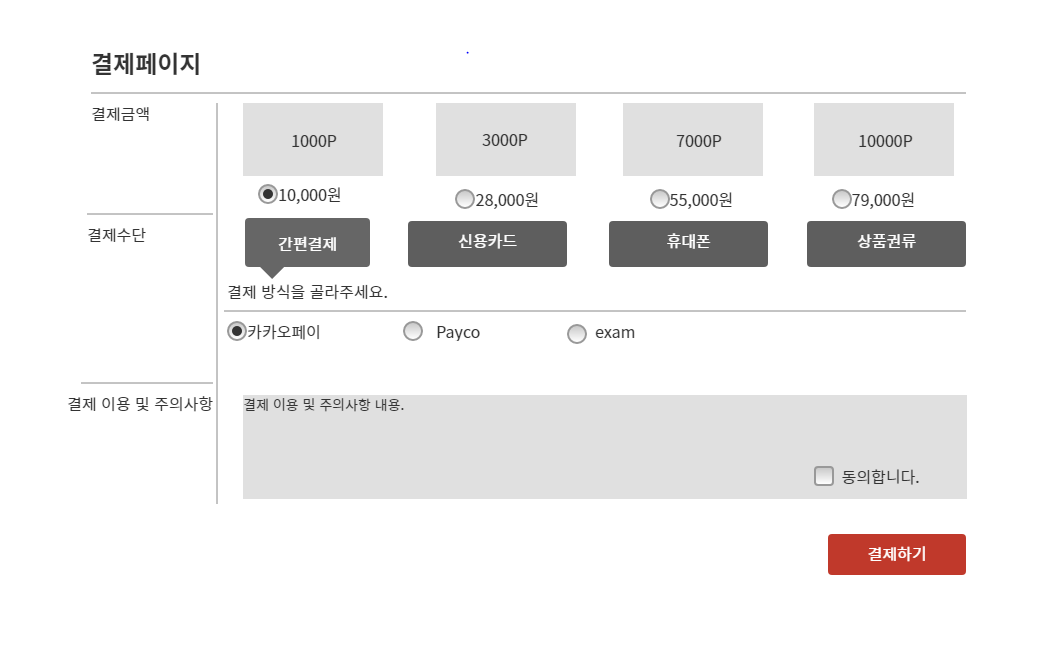 결제페이지
결제금액
1000P
3000P
7000P
10000P
10,000원
28,000원
55,000원
79,000원
결제수단
간편결제
신용카드
휴대폰
상품권류
결제 방식을 골라주세요.
카카오페이
Payco
exam
결제 이용 및 주의사항
결제 이용 및 주의사항 내용.
동의합니다.
결제하기